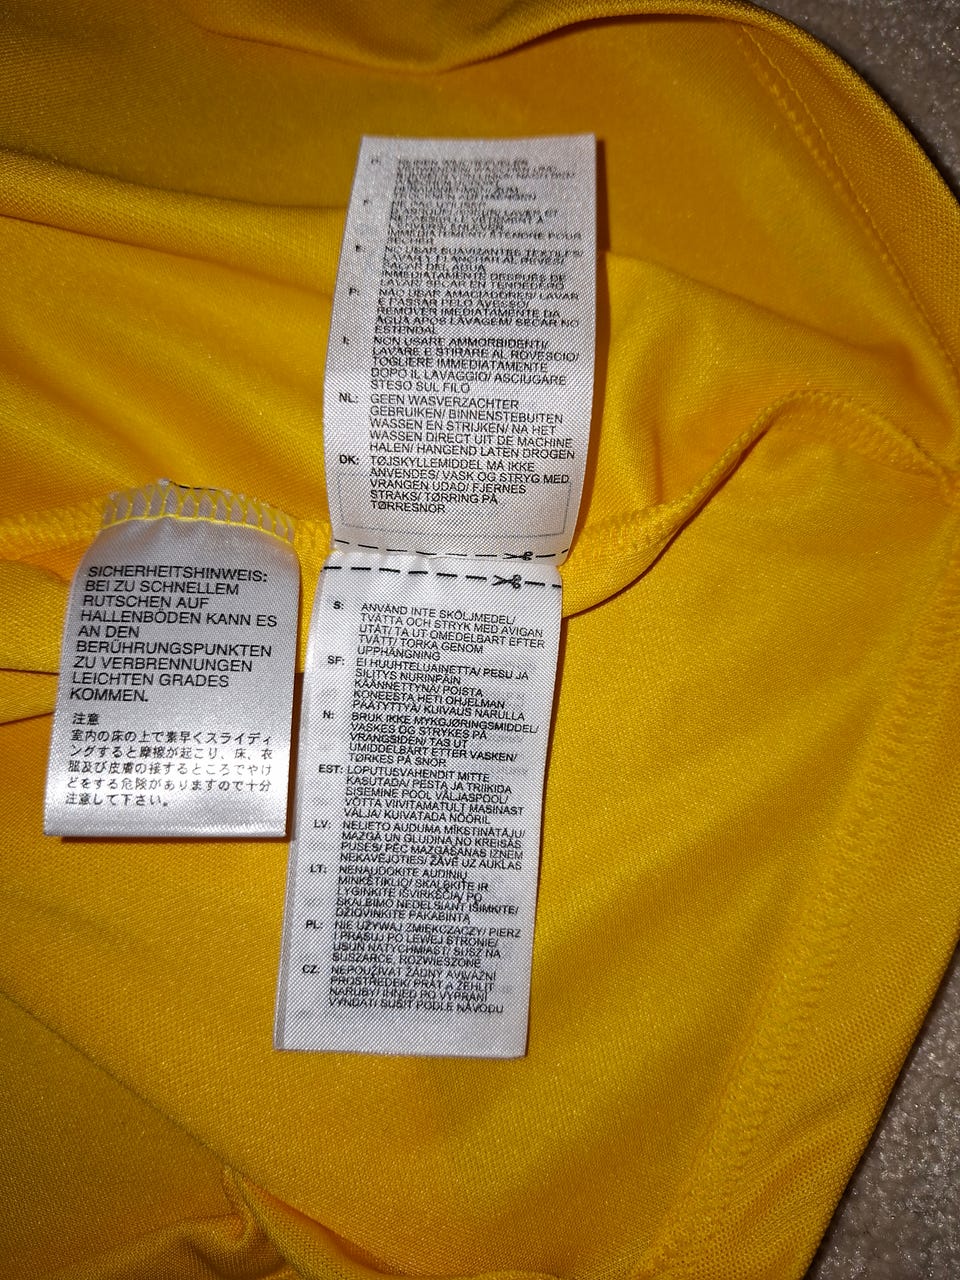 SICHERHEITSHINWEIS:
BEI ZU SCHNELLEM
RUTSCHEN AUF
HALLENBÖDEN KANN ES
AN DEN
BERÜHRUNGSPUNKTEN
ZU VERBRENNUNGEN
LEICHTEN GRADES
KOMMEN.
注意
室内の床の上で素早くスライディ
ングすると摩擦が起こり、床、衣
服及び皮膚の接するところでやけ
どをする危険がありますので十分
注意して下さい。
IMMEDIATEMENT/ ETENDRE POUR
SECHER
E: NO USAR SUAVIZANTES TEXTILES/
LAVAR Y PLANCHAR AL REVES/
SACAR DEL AGUA
INMEDIATAMENTE DESPUES DE
LAVAR/ SECAR EN TENDEDERO
P: NÃO USAR AMACIADORES/ LAVAR
E PASSAR PELO AVESSO/
REMOVER IMEDIATAMENTE DA
ÁGUA APÓS LAVAGEM/ SECAR NO
ESTENDAL
I: NON USARE AMMORBIDENTI/
LAVARE E STIRARE AL ROVESCIO/
TOGLIERE IMMEDIATAMENTE
DOPO IL LAVAGGIO/ ASCIUGARE
STESO SUL FILO
NL: GEEN WASVERZACHTER
GEBRUIKEN/ BINNENSTEBUITEN
WASSEN EN STRIJKEN/ NA HET
WASSEN DIRECT UIT DE MACHINE
HALEN/ HANGEND LATEN DROGEN
DK: TØJSKYLLEMIDDEL MÅ IKKE
ANVENDES/ VASK OG STRYG MED
VRANGEN UDAD/ FJERNES
STRAKS/ TØRRING PÅ
TØRRESNOR
S: ANVÄND INTE SKÖLJMEDEL/
TVÄTTA OCH STRYK MED AVIGAN
UTÅT/ TA UT OMEDELBART EFTER
TVÄTT/ TORKA GENOM
UPPHÄNGNING
SF: EI HUUHTELUAINETTA/ PESU JA
SILITYS NURINPÄIN
KÄÄNNETTYNÄ/ POISTA
KONEESTA HETI OHJELMAN
PÄÄTYTTYÄ/ KUIVAUS NARULLA
N: BRUK IKKE MYKGJØRINGSMIDDEL/
VASKES OG STRYKES PÅ
VRANGSIDEN/ TAS UT
UMIDDELBART ETTER VASKEN/
TØRKES PÅ SNOR
EST: LOPUTUSVAHENDIT MITTE
KASUTADA/ PESTA JA TRIIKIDA
SISEMINE POOL VÄLJASPOOL/
VÕTTA VIIVITAMATULT MASINAST
VÄLJA/ KUIVATADA NÖÖRIL
LV: NELIETO AUDUMA MĪKSTINĀTĀJU/
MAZGĀ UN GLUDINA NO KREISĀS
PUSES/ PĒC MAZGĀŠANAS IZŅEM
NEKAVĒJOTIES/ ŽĀVĒ UZ AUKLAS
LT: NENAUDOKITE AUDINIŲ
MINKŠTIKLIO/ SKALBKITE IR
LYGINKITE IŠVIRKŠČIĄ/ PO
SKALBIMO NEDELSIANT IŠIMKITE/
DŽIOVINKITE PAKABINTĄ
PL: NIE UŻYWAJ ZMIĘKCZACZY/ PIERZ
I PRASUJ PO LEWEJ STRONIE/
USUŃ NATYCHMIAST/ SUSZ NA
SUSZARCE, ROZWIESZONE
CZ: NEPOUŽÍVAT ŽÁDNÝ AVIVÁŽNÍ
PROSTŘEDEK/ PRÁT A ŽEHLIT
NARUBY/ IHNED PO VYPRÁNÍ
VYNDAT/ SUŠIT PODLE NÁVODU